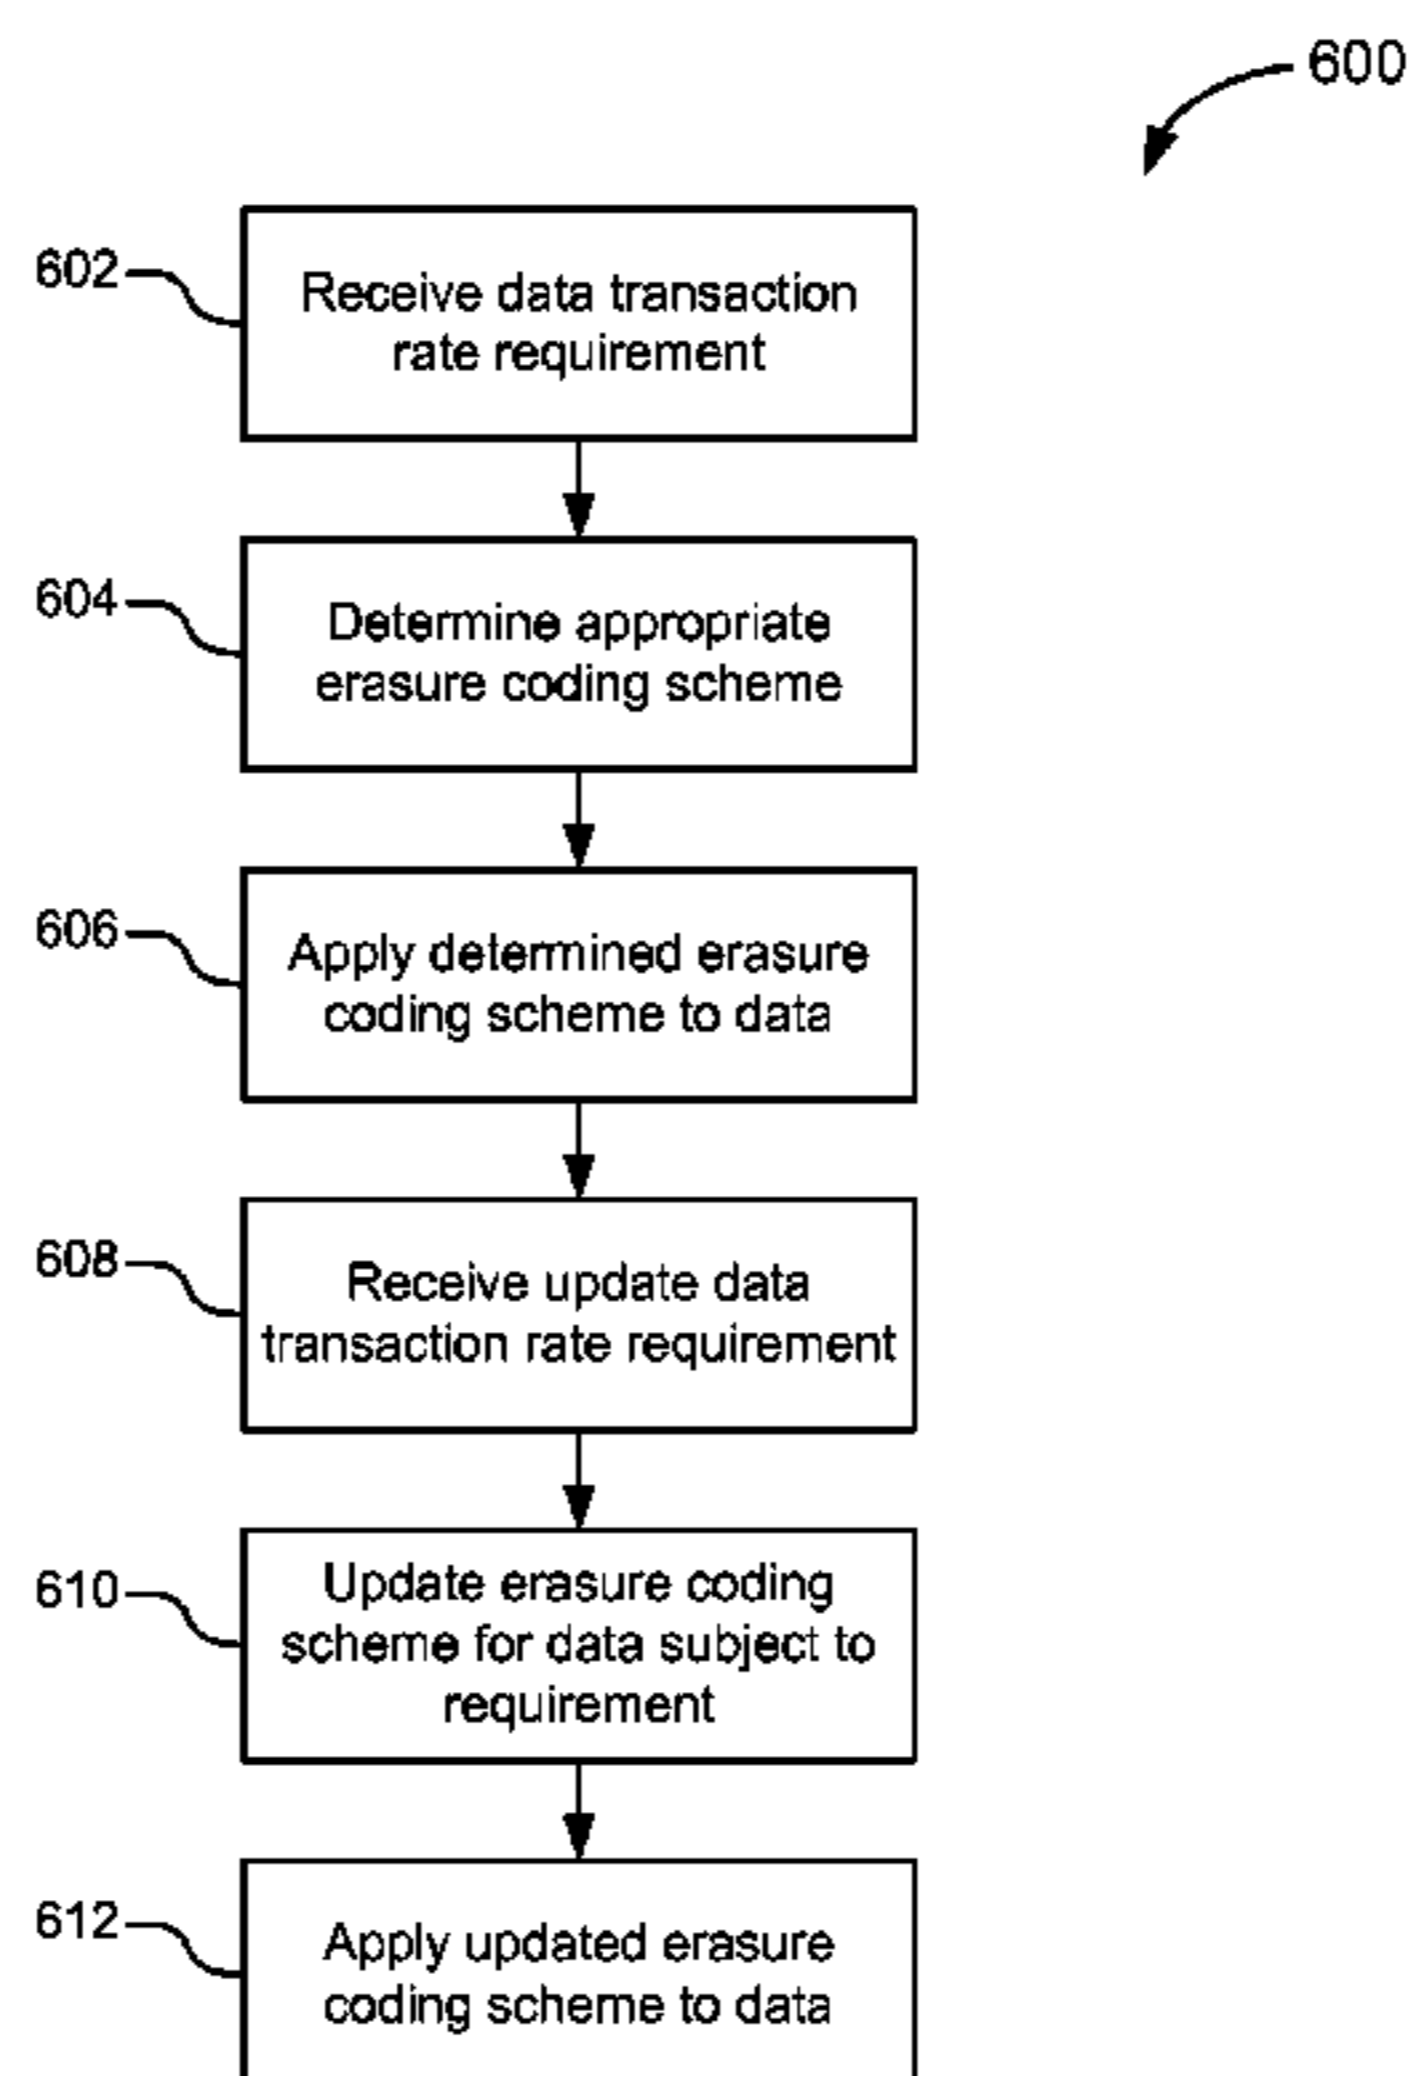 600
602
Receive data transaction
rate requirement
604
Determine appropriate
erasure coding scheme
606
Apply determined erasure
coding scheme to data
608
Receive update data
transaction rate requirement
610
Update erasure coding
scheme for data subject to
requirement
612
Apply updated erasure
coding scheme to data